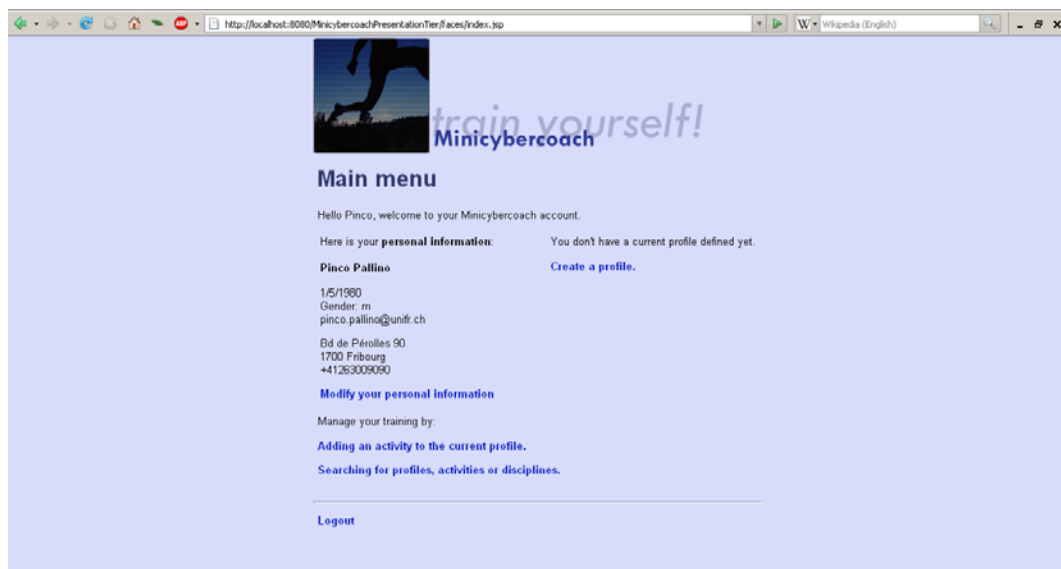 http://localhost:8080/MinicybercoachPresentationTier/faces/index.jsp
Wikipedia (English)
train yourself!
Minicybercoach
Main menu
Hello Pinco, welcome to your Minicybercoach account.
Here is your personal information:
You don't have a current profile defined yet.
Pinco Pallino
Create a profile.
1/5/1980
Gender: m
pinco.pallino@unifr.ch
Bd de Pérolles 90
1700 Fribourg
+41263009090
Modify your personal information
Manage your training by:
Adding an activity to the current profile.
Searching for profiles, activities or disciplines.
Logout